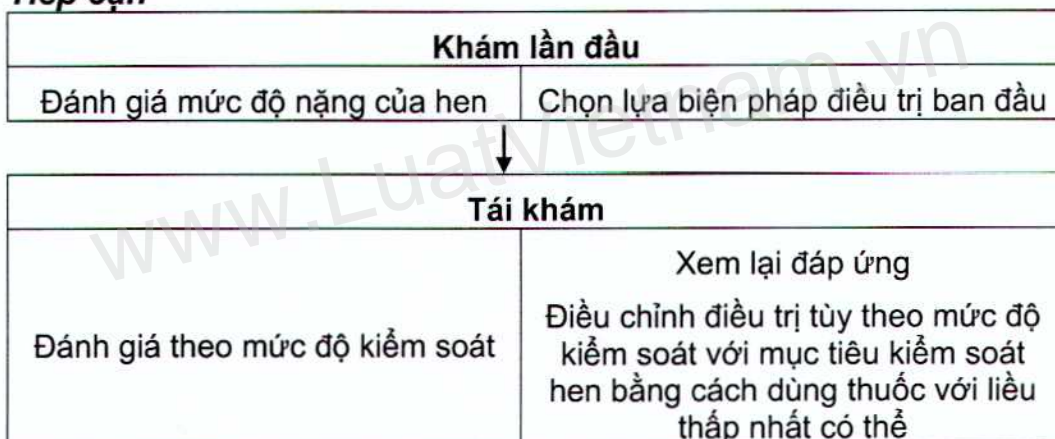 Tiếp cận
Khám lần đầu
Đánh giá mức độ nặng của hen
Chọn lựa biện pháp điều trị ban đầu
Tái khám
Đánh giá theo mức độ kiểm soát
Xem lại đáp ứng
Điều chỉnh điều trị tùy theo mức độ
kiểm soát với mục tiêu kiểm soát
hen bằng cách dùng thuốc với liều
thấp nhất có thể
www.LuatVietnam.vn